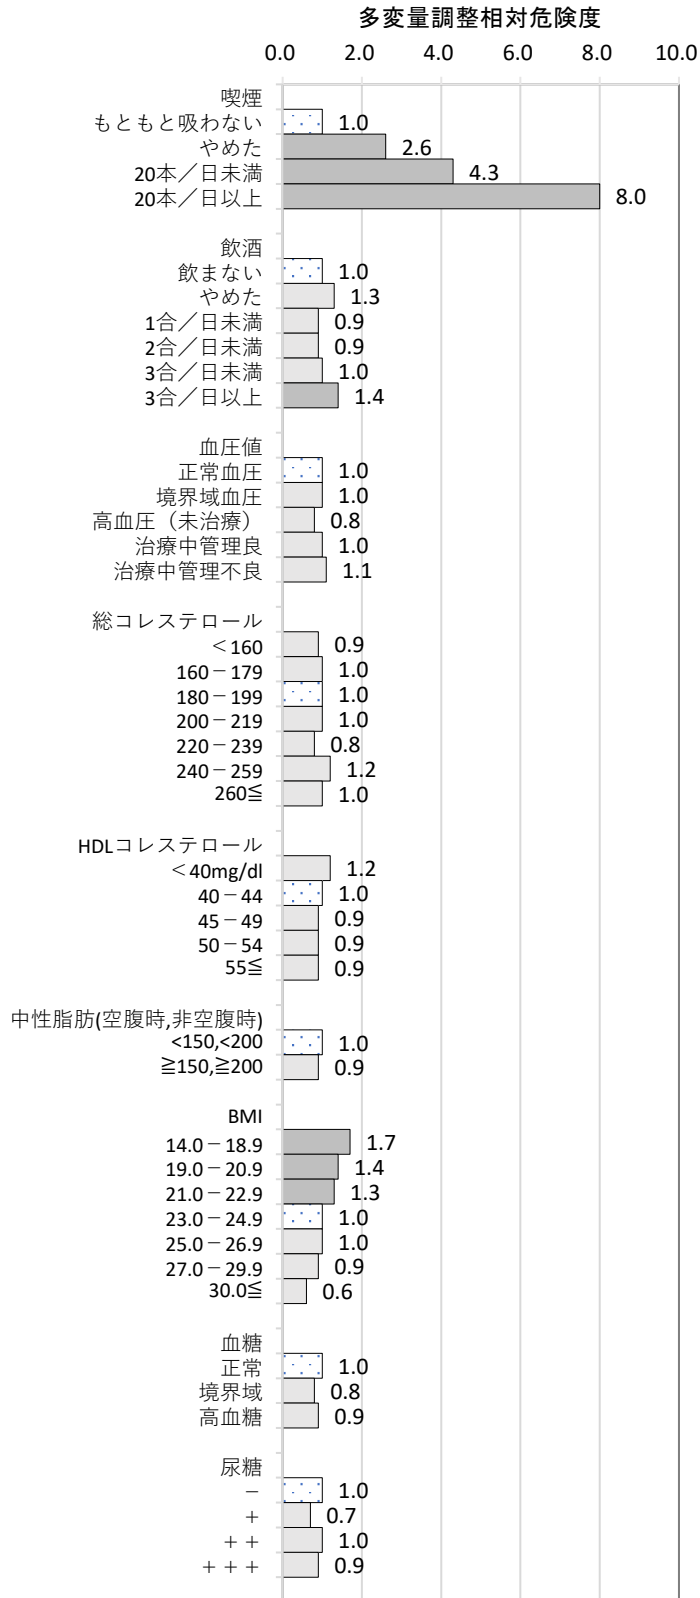 多変量調整相対危険度
0.0 2.0 4.0 6.0 8.0 10.0
喫煙
もともと吸わない 1.0
やめた 2.6
20本／日未満 4.3
20本／日以上 8.0
飲酒
飲まない 1.0
やめた 1.3
1合／日未満 0.9
2合／日未満 0.9
3合／日未満 1.0
3合／日以上 1.4
血圧値
正常血圧 1.0
境界域血圧 1.0
高血圧（未治療） 0.8
治療中管理良 1.0
治療中管理不良 1.1
総コレステロール
＜160 0.9
160－179 1.0
180－199 1.0
200－219 1.0
220－239 0.8
240－259 1.2
260≦ 1.0
HDLコレステロール
＜40mg/dl 1.2
40－44 1.0
45－49 0.9
50－54 0.9
55≦ 0.9
中性脂肪(空腹時,非空腹時)
<150,<200 1.0
≧150,≧200 0.9
BMI
14.0－18.9 1.7
19.0－20.9 1.4
21.0－22.9 1.3
23.0－24.9 1.0
25.0－26.9 1.0
27.0－29.9 0.9
30.0≦ 0.6
血糖
正常 1.0
境界域 0.8
高血糖 0.9
尿糖
－ 1.0
＋ 0.7
＋＋ 1.0
＋＋＋ 0.9